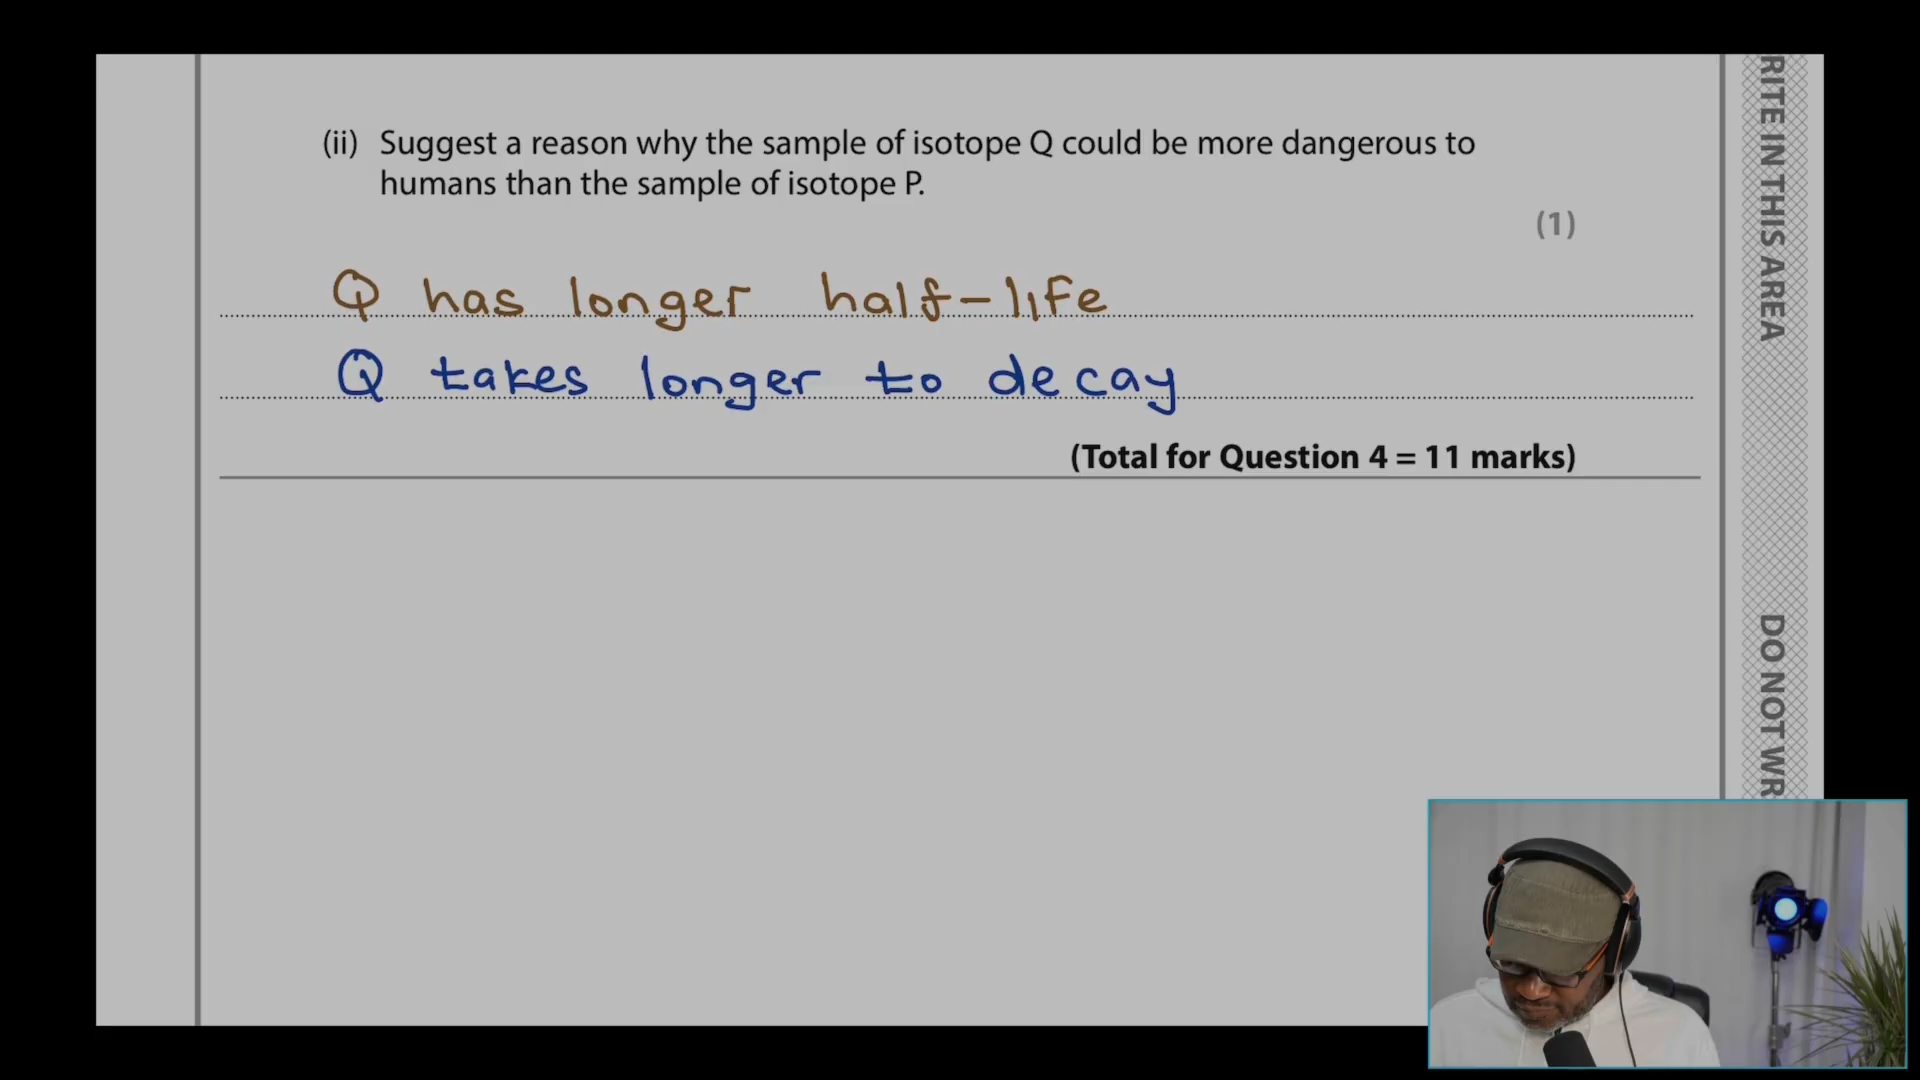 (ii) Suggest a reason why the sample of isotope Q could be more dangerous to
humans than the sample of isotope P.
(1)
Q has longer half-life
Q takes longer to decay
(Total for Question 4 = 11 marks)
RITE IN THIS AREA
DO NOT WR